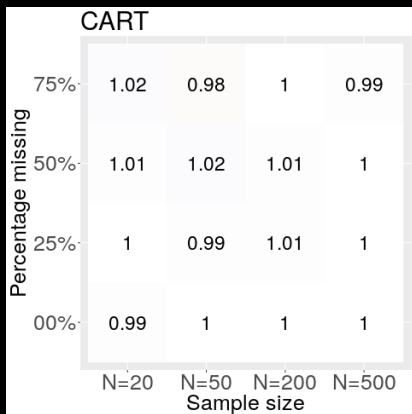 CART
Percentage missing
75% 1.02 0.98 1 0.99
50% 1.01 1.02 1.01 1
25% 1 0.99 1.01 1
00% 0.99 1 1 1
N=20 N=50 N=200 N=500
Sample size